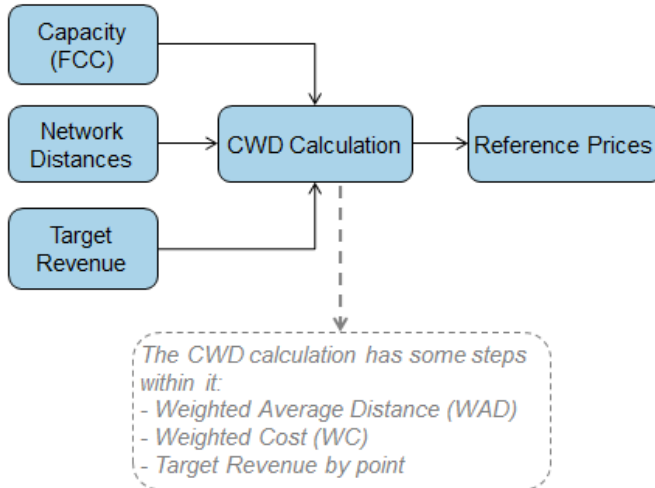 Capacity
(FCC)
Network
Distances
CWD Calculation
Reference Prices
Target
Revenue
The CWD calculation has some steps
within it:
- Weighted Average Distance (WAD)
- Weighted Cost (WC)
- Target Revenue by point